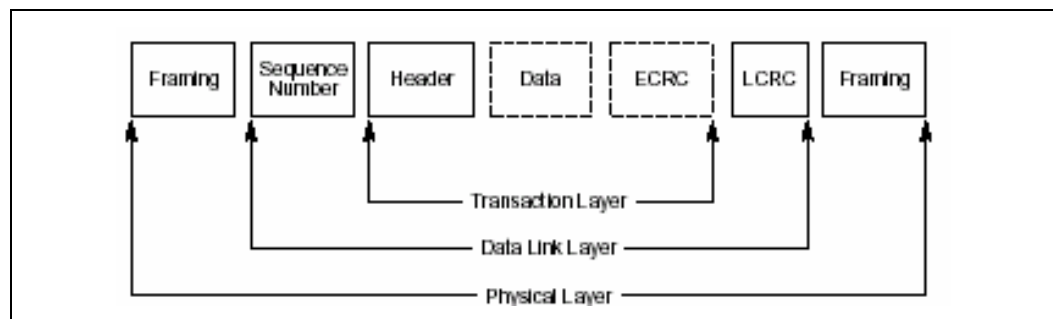 Framing
Sequence
Number
Header
Data
ECRC
LCRC
Framing
Transaction Layer
Data Link Layer
Physical Layer